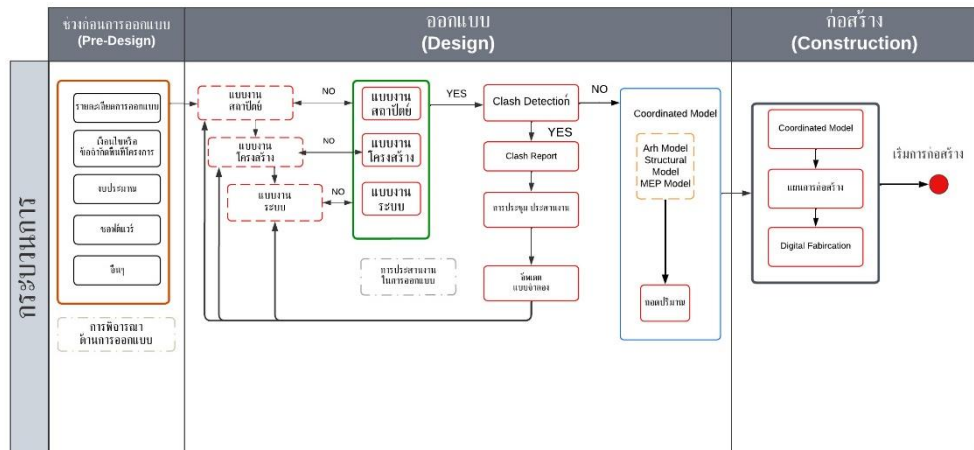 ช่วงก่อนการออกแบบ
(Pre-Design)
ออกแบบ
(Design)
ก่อสร้าง
(Construction)
กระบวนการ
รายละเอียดการออกแบบ
เงื่อนไขหรือ
ข้อจำกัดพื้นที่โครงการ
งบประมาณ
ซอฟต์แวร์
อื่นๆ
การพิจารณา
ด้านการออกแบบ
แบบงาน
สถาปัตย์
NO
แบบงาน
สถาปัตย์
YES
แบบงาน
โครงสร้าง
NO
แบบงาน
โครงสร้าง
แบบงาน
ระบบ
NO
แบบงาน
ระบบ
การประสานงาน
ในการออกแบบ
Clash Detection
NO
YES
Clash Report
การประชุม ประสานงาน
อัพเดต
แบบจำลอง
Coordinated Model
Arh Model
Structural
Model
MEP Model
ถอดปริมาณ
Coordinated Model
แผนการก่อสร้าง
Digital Fabircation
เริ่มการก่อสร้าง